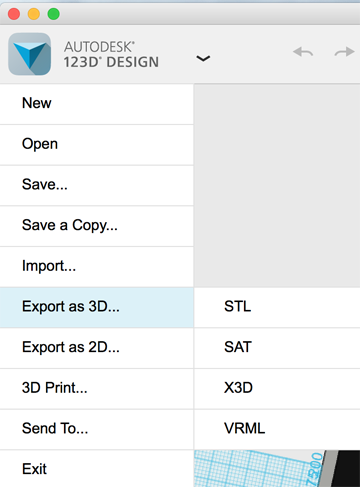 AUTODESK®
123D® DESIGN
New
Open
Save...
Save a Copy...
Import...
Export as 3D...
STL
Export as 2D...
SAT
3D Print...
X3D
Send To...
VRML
Exit